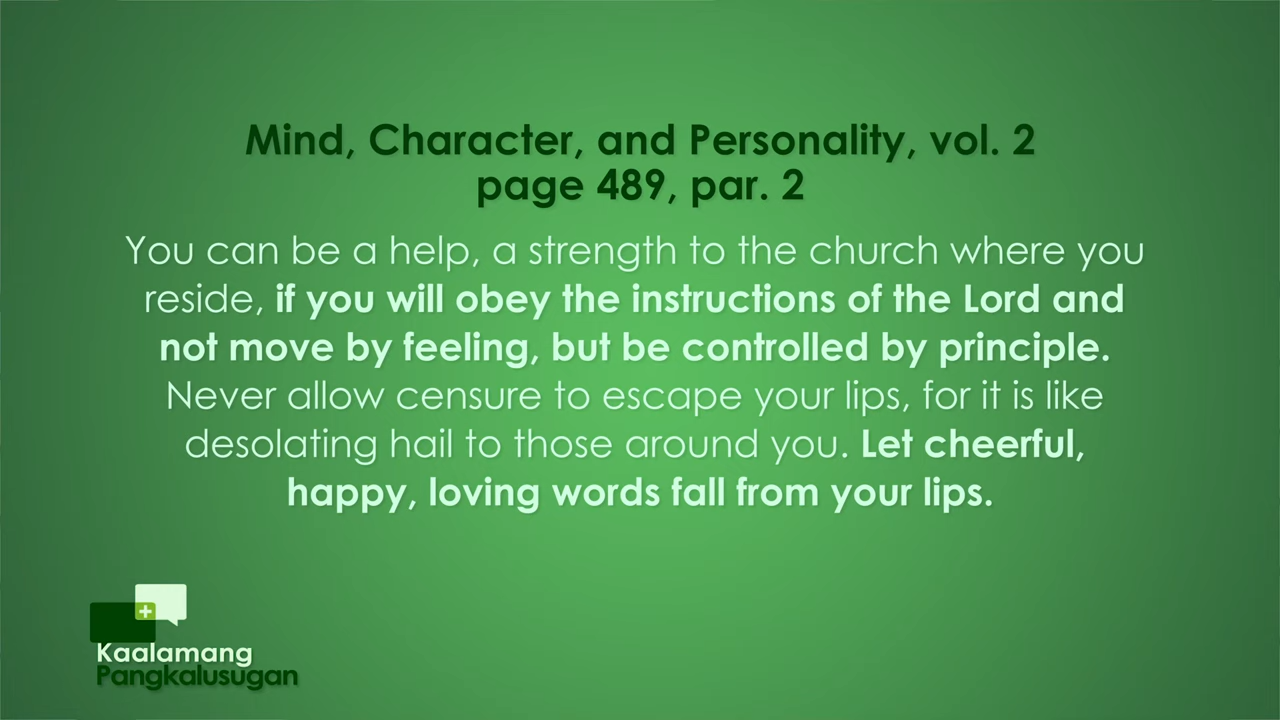 Mind, Character, and Personality, vol. 2
page 489, par. 2
You can be a help, a strength to the church where you
reside, if you will obey the instructions of the Lord and
not move by feeling, but be controlled by principle.
Never allow censure to escape your lips, for it is like
desolating hail to those around you. Let cheerful,
happy, loving words fall from your lips.
Kaalamang
Pangkalusugan